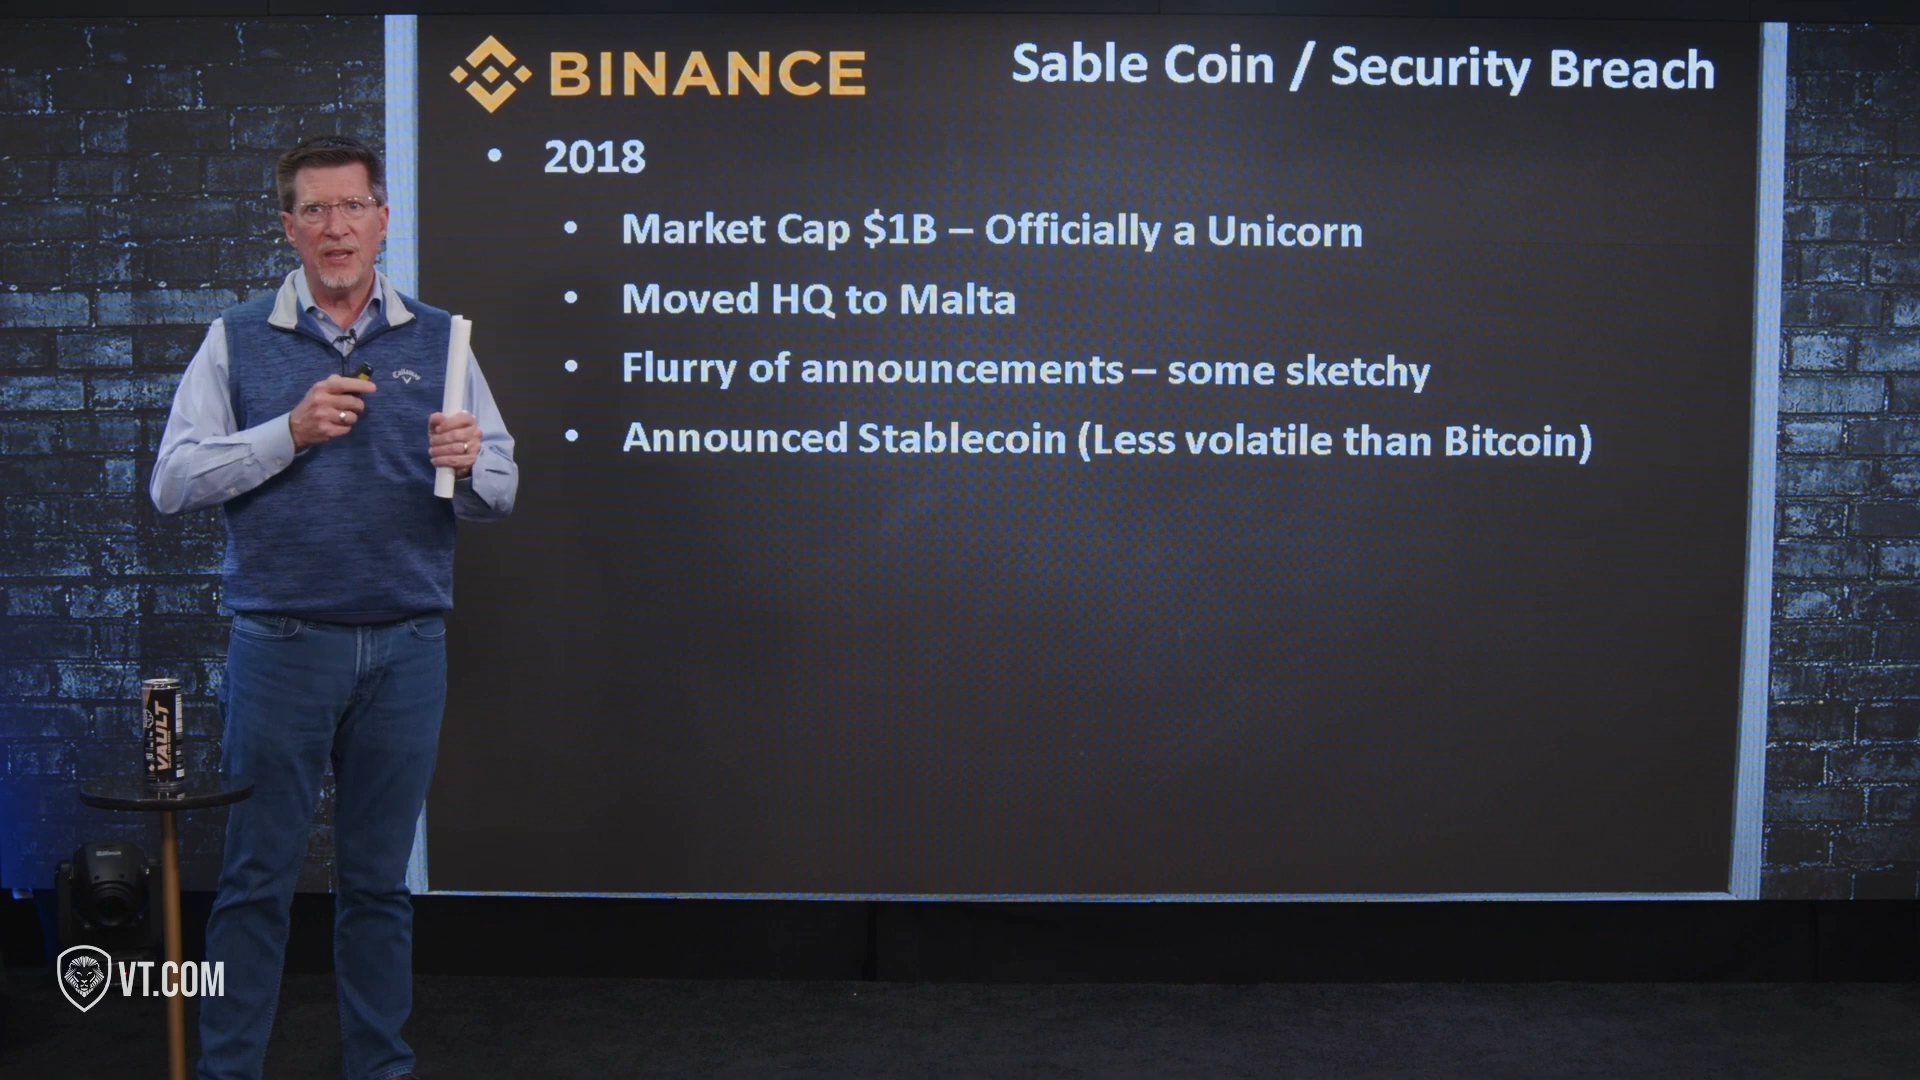 BINANCE
Sable Coin / Security Breach
• 2018
• Market Cap $1B – Officially a Unicorn
• Moved HQ to Malta
• Flurry of announcements – some sketchy
• Announced Stablecoin (Less volatile than Bitcoin)
Callaway
VAULT
VT.COM